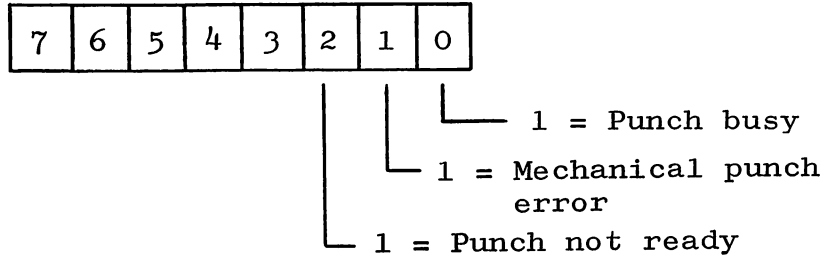 7 6 5 4 3 2 1 0
1 = Punch busy
1 = Mechanical punch
error
1 = Punch not ready